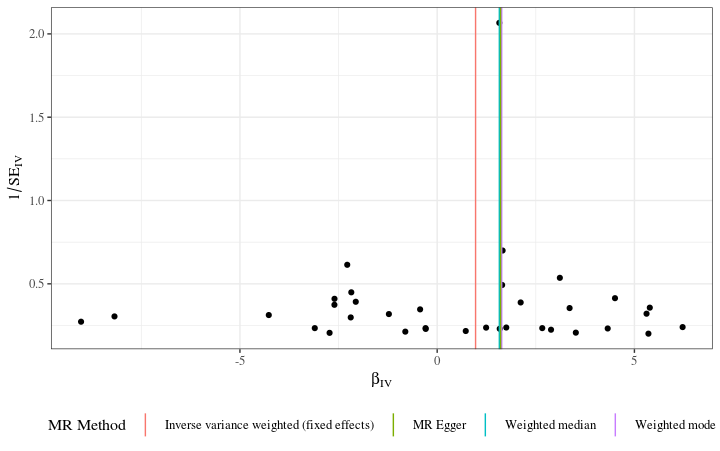 2.0
1.5
1.0
0.5
1/SE_IV
-5 0 5
β_IV
MR Method Inverse variance weighted (fixed effects) MR Egger Weighted median Weighted mode